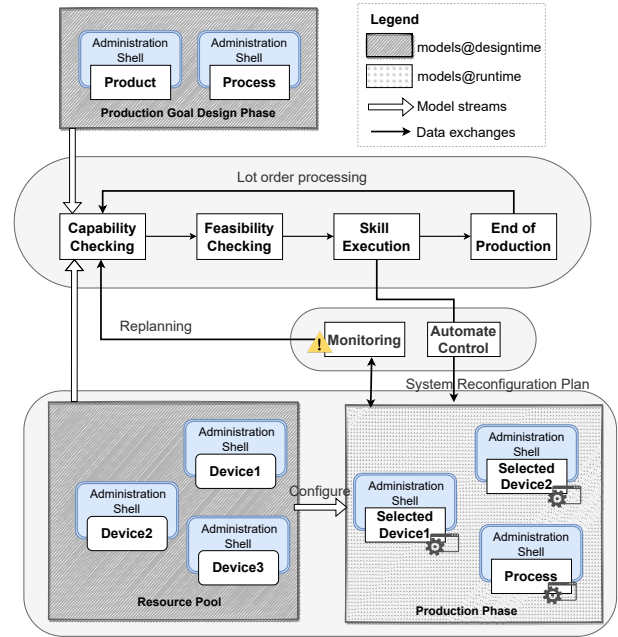 Legend
models@designtime
models@runtime
Model streams
Data exchanges
Administration
Shell
Product
Administration
Shell
Process
Production Goal Design Phase
Lot order processing
Capability
Checking
Feasibility
Checking
Skill
Execution
End of
Production
Replanning
Monitoring
Automate
Control
System Reconfiguration Plan
Administration
Shell
Device1
Administration
Shell
Device2
Administration
Shell
Device3
Resource Pool
Configure
Administration
Shell
Selected
Device1
Administration
Shell
Selected
Device2
Administration
Shell
Process
Production Phase